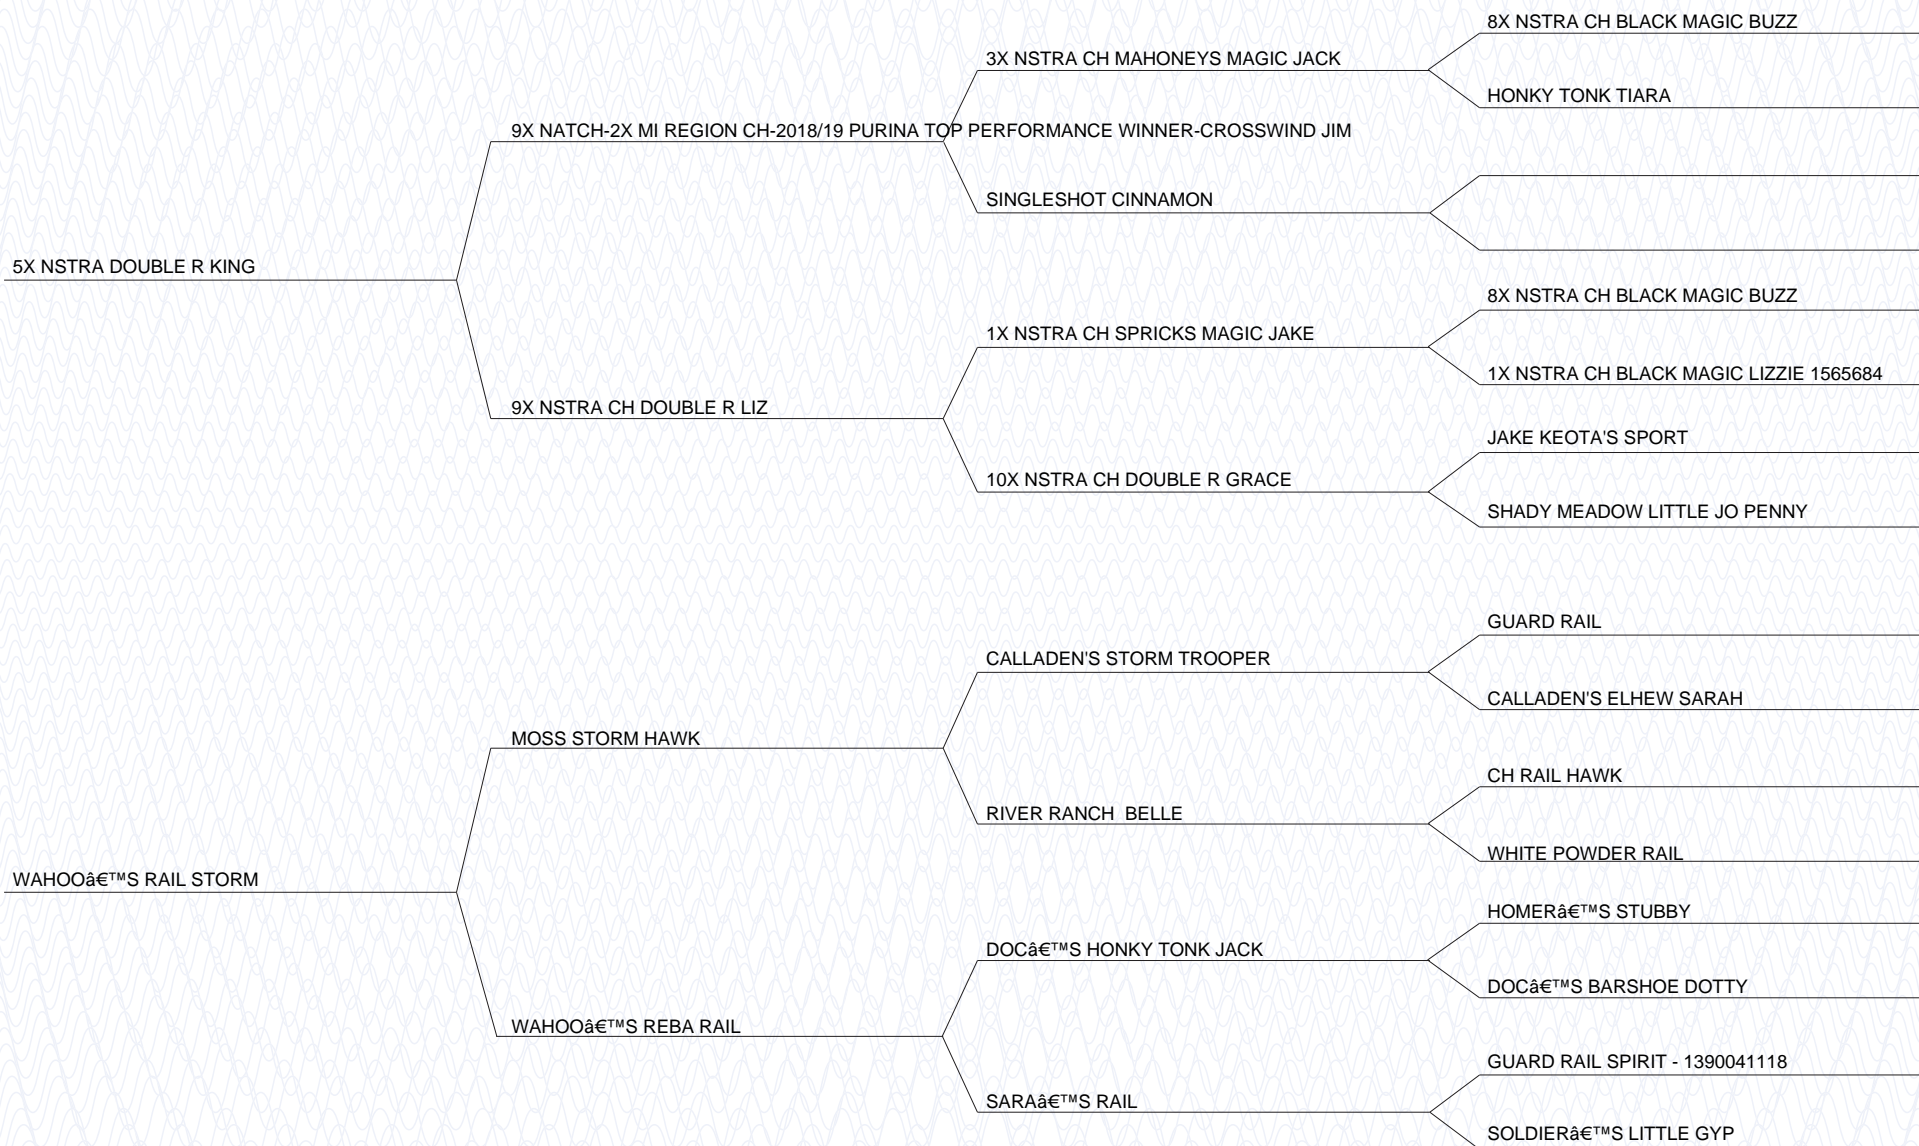 8X NSTRA CH BLACK MAGIC BUZZ
3X NSTRA CH MAHONEYS MAGIC JACK
HONKY TONK TIARA
9X NATCH-2X MI REGION CH-2018/19 PURINA TOP PERFORMANCE WINNER-CROSSWIND JIM
SINGLESHOT CINNAMON
5X NSTRA DOUBLE R KING
8X NSTRA CH BLACK MAGIC BUZZ
1X NSTRA CH SPRICKS MAGIC JAKE
1X NSTRA CH BLACK MAGIC LIZZIE 1565684
9X NSTRA CH DOUBLE R LIZ
JAKE KEOTA'S SPORT
10X NSTRA CH DOUBLE R GRACE
SHADY MEADOW LITTLE JO PENNY
GUARD RAIL
CALLADEN'S STORM TROOPER
CALLADEN'S ELHEW SARAH
MOSS STORM HAWK
CH RAIL HAWK
RIVER RANCH  BELLE
WHITE POWDER RAIL
WAHOOâ€™S RAIL STORM
HOMERâ€™S STUBBY
DOCâ€™S HONKY TONK JACK
DOCâ€™S BARSHOE DOTTY
WAHOOâ€™S REBA RAIL
GUARD RAIL SPIRIT - 1390041118
SARAâ€™S RAIL
SOLDIERâ€™S LITTLE GYP